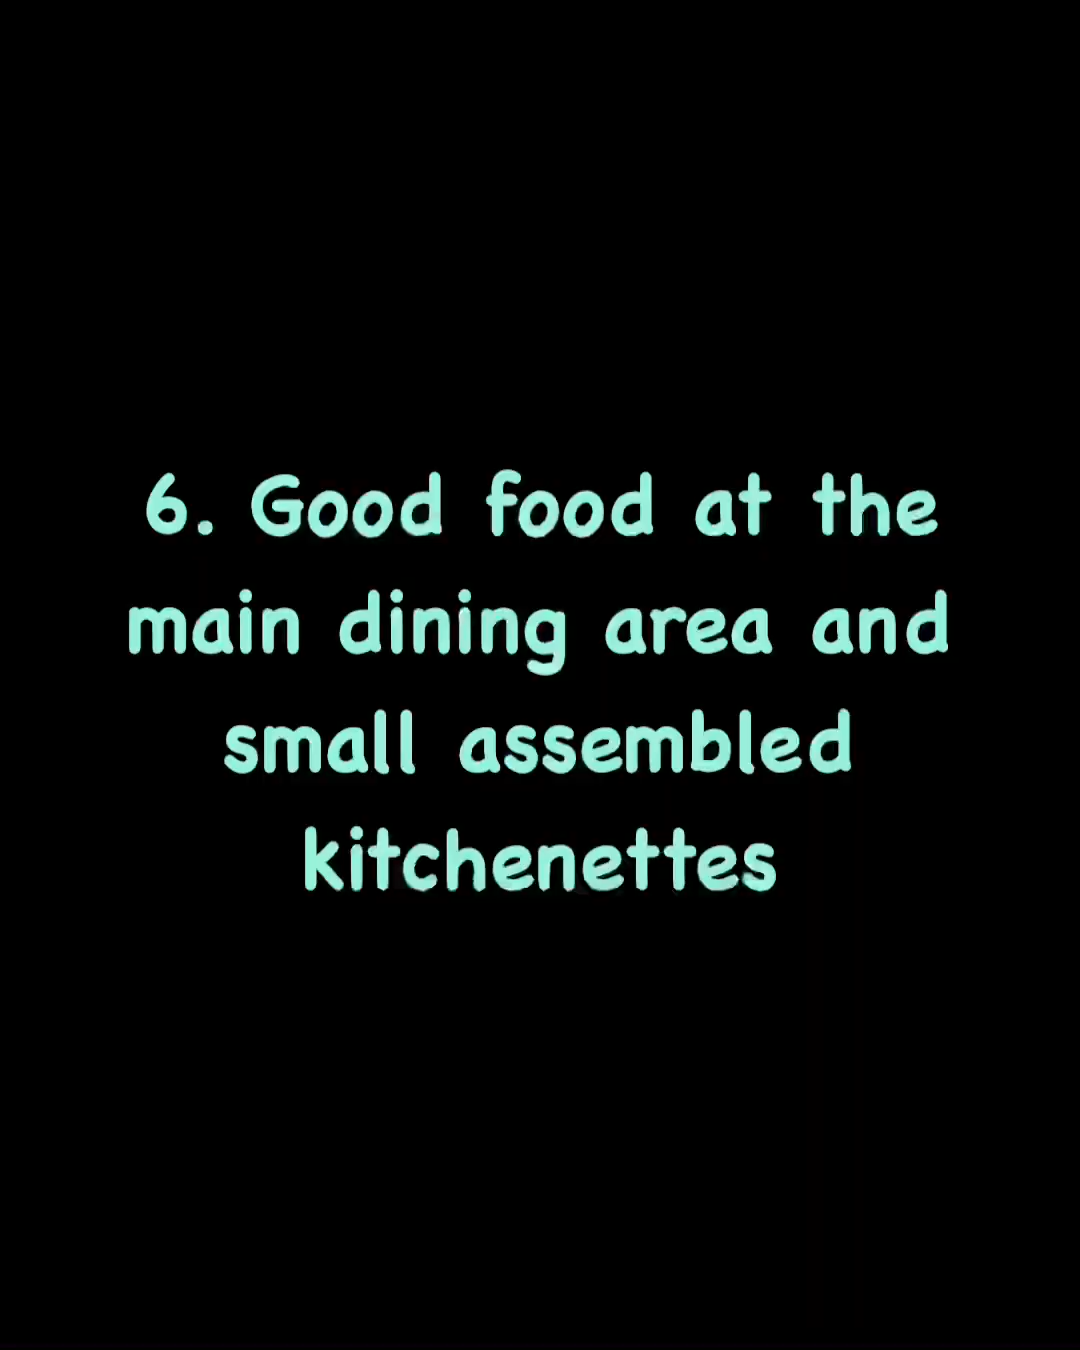 6. Good food at the
main dining area and
small assembled
kitchenettes